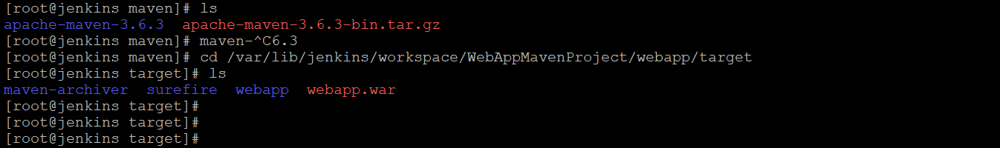 [root@jenkins maven]# ls
apache-maven-3.6.3  apache-maven-3.6.3-bin.tar.gz
[root@jenkins maven]# maven-^C6.3
[root@jenkins maven]# cd /var/lib/jenkins/workspace/WebAppMavenProject/webapp/target
[root@jenkins target]# ls
maven-archiver  surefire  webapp  webapp.war
[root@jenkins target]#
[root@jenkins target]#
[root@jenkins target]#